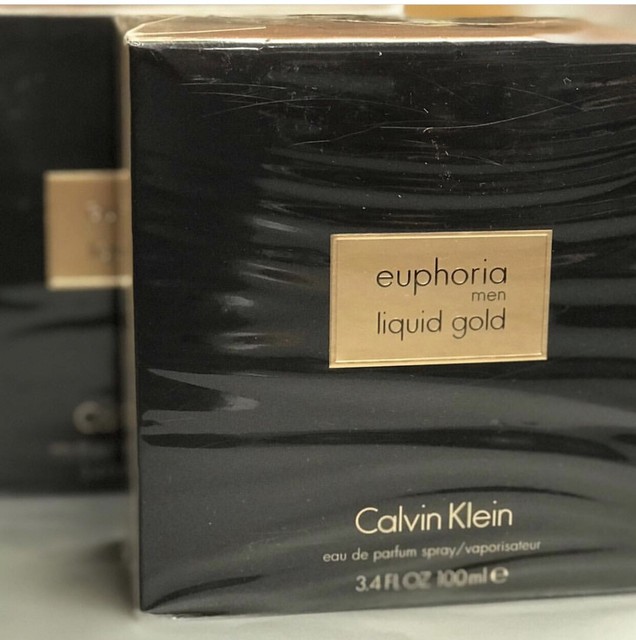 euphoria
men
liquid gold
Calvin Klein
eau de parfum spray/vaporisateur
3.4 FL OZ 100ml ℮